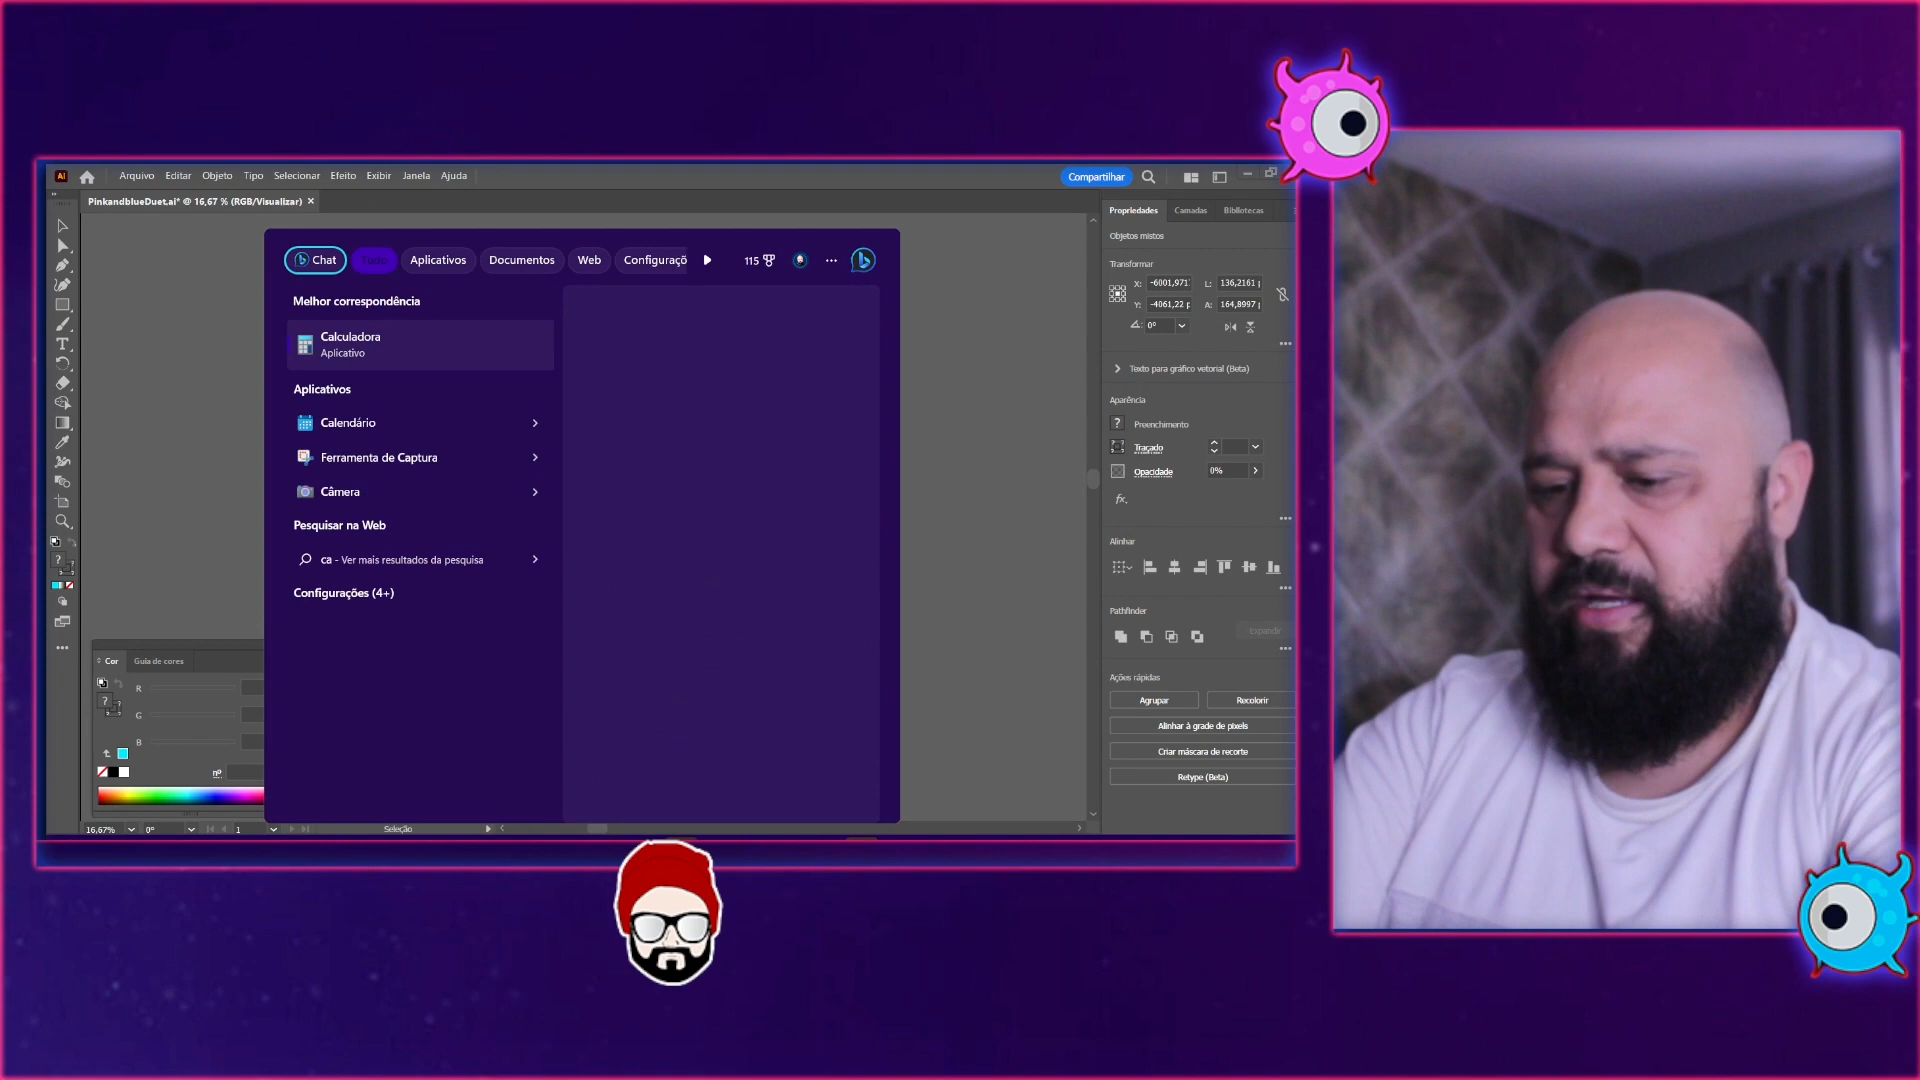 Ai
Arquivo Editar Objeto Tipo Selecionar Efeito Exibir Janela Ajuda
Compartilhar
PinkandblueDuet.ai* @ 16,67 % (RGB/Visualizar) ×
Chat Tudo Aplicativos Documentos Web Configuraçõ
115
Melhor correspondência
Calculadora
Aplicativo
Aplicativos
Calendário
Ferramenta de Captura
Câmera
Pesquisar na Web
ca - Ver mais resultados da pesquisa
Configurações (4+)
Propriedades Camadas Bibliotecas
Objetos mistos
Transformar
X: -6001,971 L: 136,2161
Y: -4061,22 p A: 164,8997
0°
Texto para gráfico vetorial (Beta)
Aparência
? Preenchimento
Traçado
Opacidade 0%
fx.
Alinhar
Pathfinder
Expandir
Ações rápidas
Agrupar Recolorir
Alinhar à grade de pixels
Criar máscara de recorte
Retype (Beta)
Cor Guia de cores
R
G
B
nº
16,67% 0° 1 Seleção